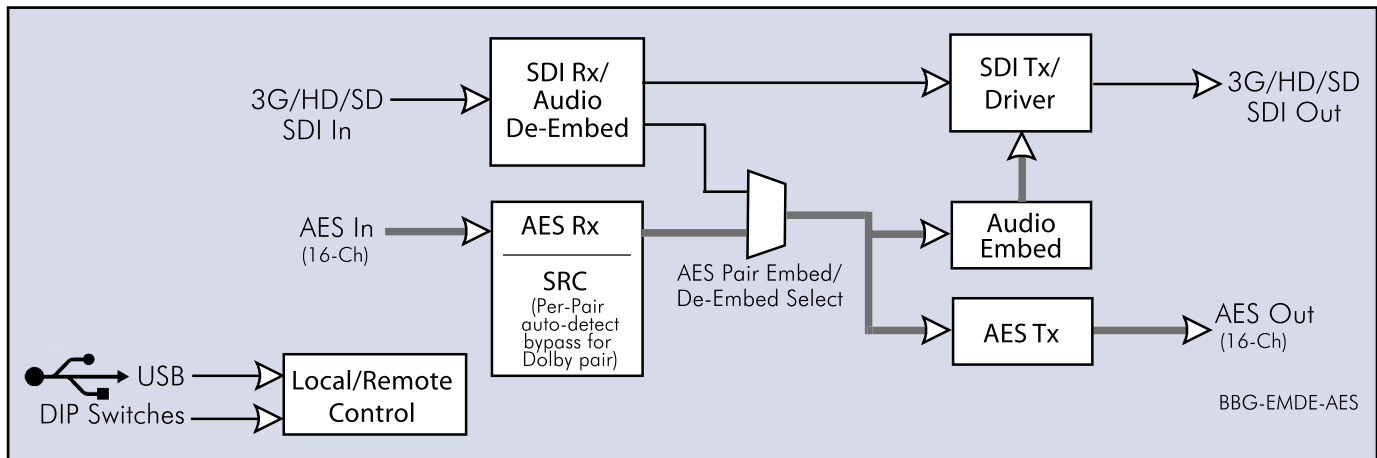 3G/HD/SD
SDI In
SDI Rx/
Audio
De-Embed
SDI Tx/
Driver
3G/HD/SD
SDI Out
AES In
(16-Ch)
AES Rx
SRC
(Per-Pair
auto-detect
bypass for
Dolby pair)
AES Pair Embed/
De-Embed Select
Audio
Embed
AES Tx
AES Out
(16-Ch)
USB
DIP Switches
Local/Remote
Control
BBG-EMDE-AES